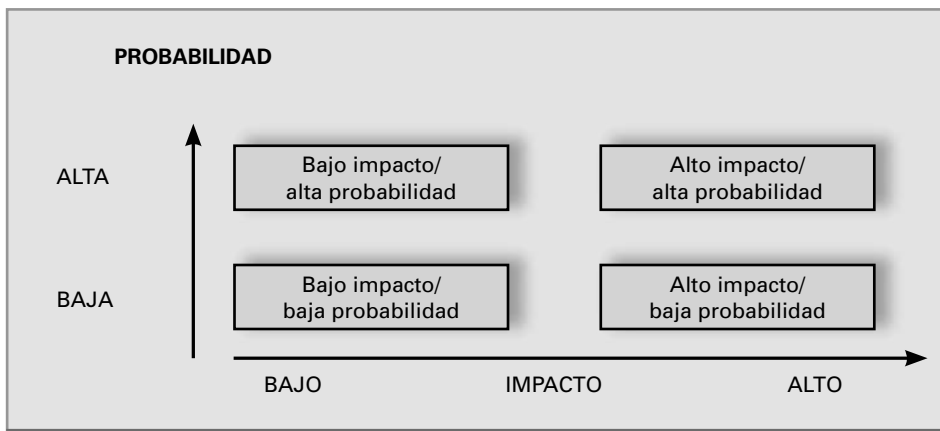 PROBABILIDAD
ALTA
Bajo impacto/
alta probabilidad
Alto impacto/
alta probabilidad
BAJA
Bajo impacto/
baja probabilidad
Alto impacto/
baja probabilidad
BAJO IMPACTO ALTO